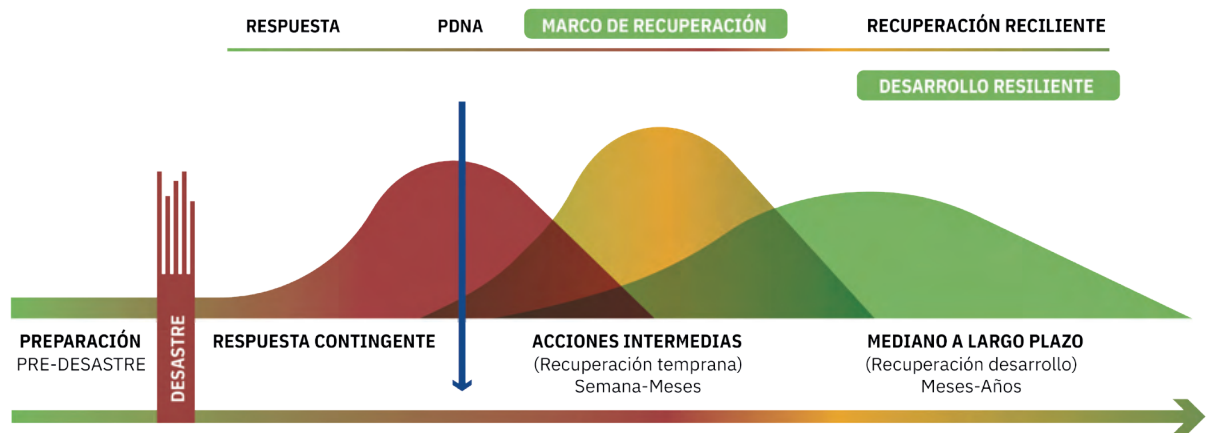 RESPUESTA
PDNA
MARCO DE RECUPERACIÓN
RECUPERACIÓN RECILIENTE
DESARROLLO RESILIENTE
PREPARACIÓN
PRE-DESASTRE
DESASTRE
RESPUESTA CONTINGENTE
ACCIONES INTERMEDIAS
(Recuperación temprana)
Semana-Meses
MEDIANO A LARGO PLAZO
(Recuperación desarrollo)
Meses-Años